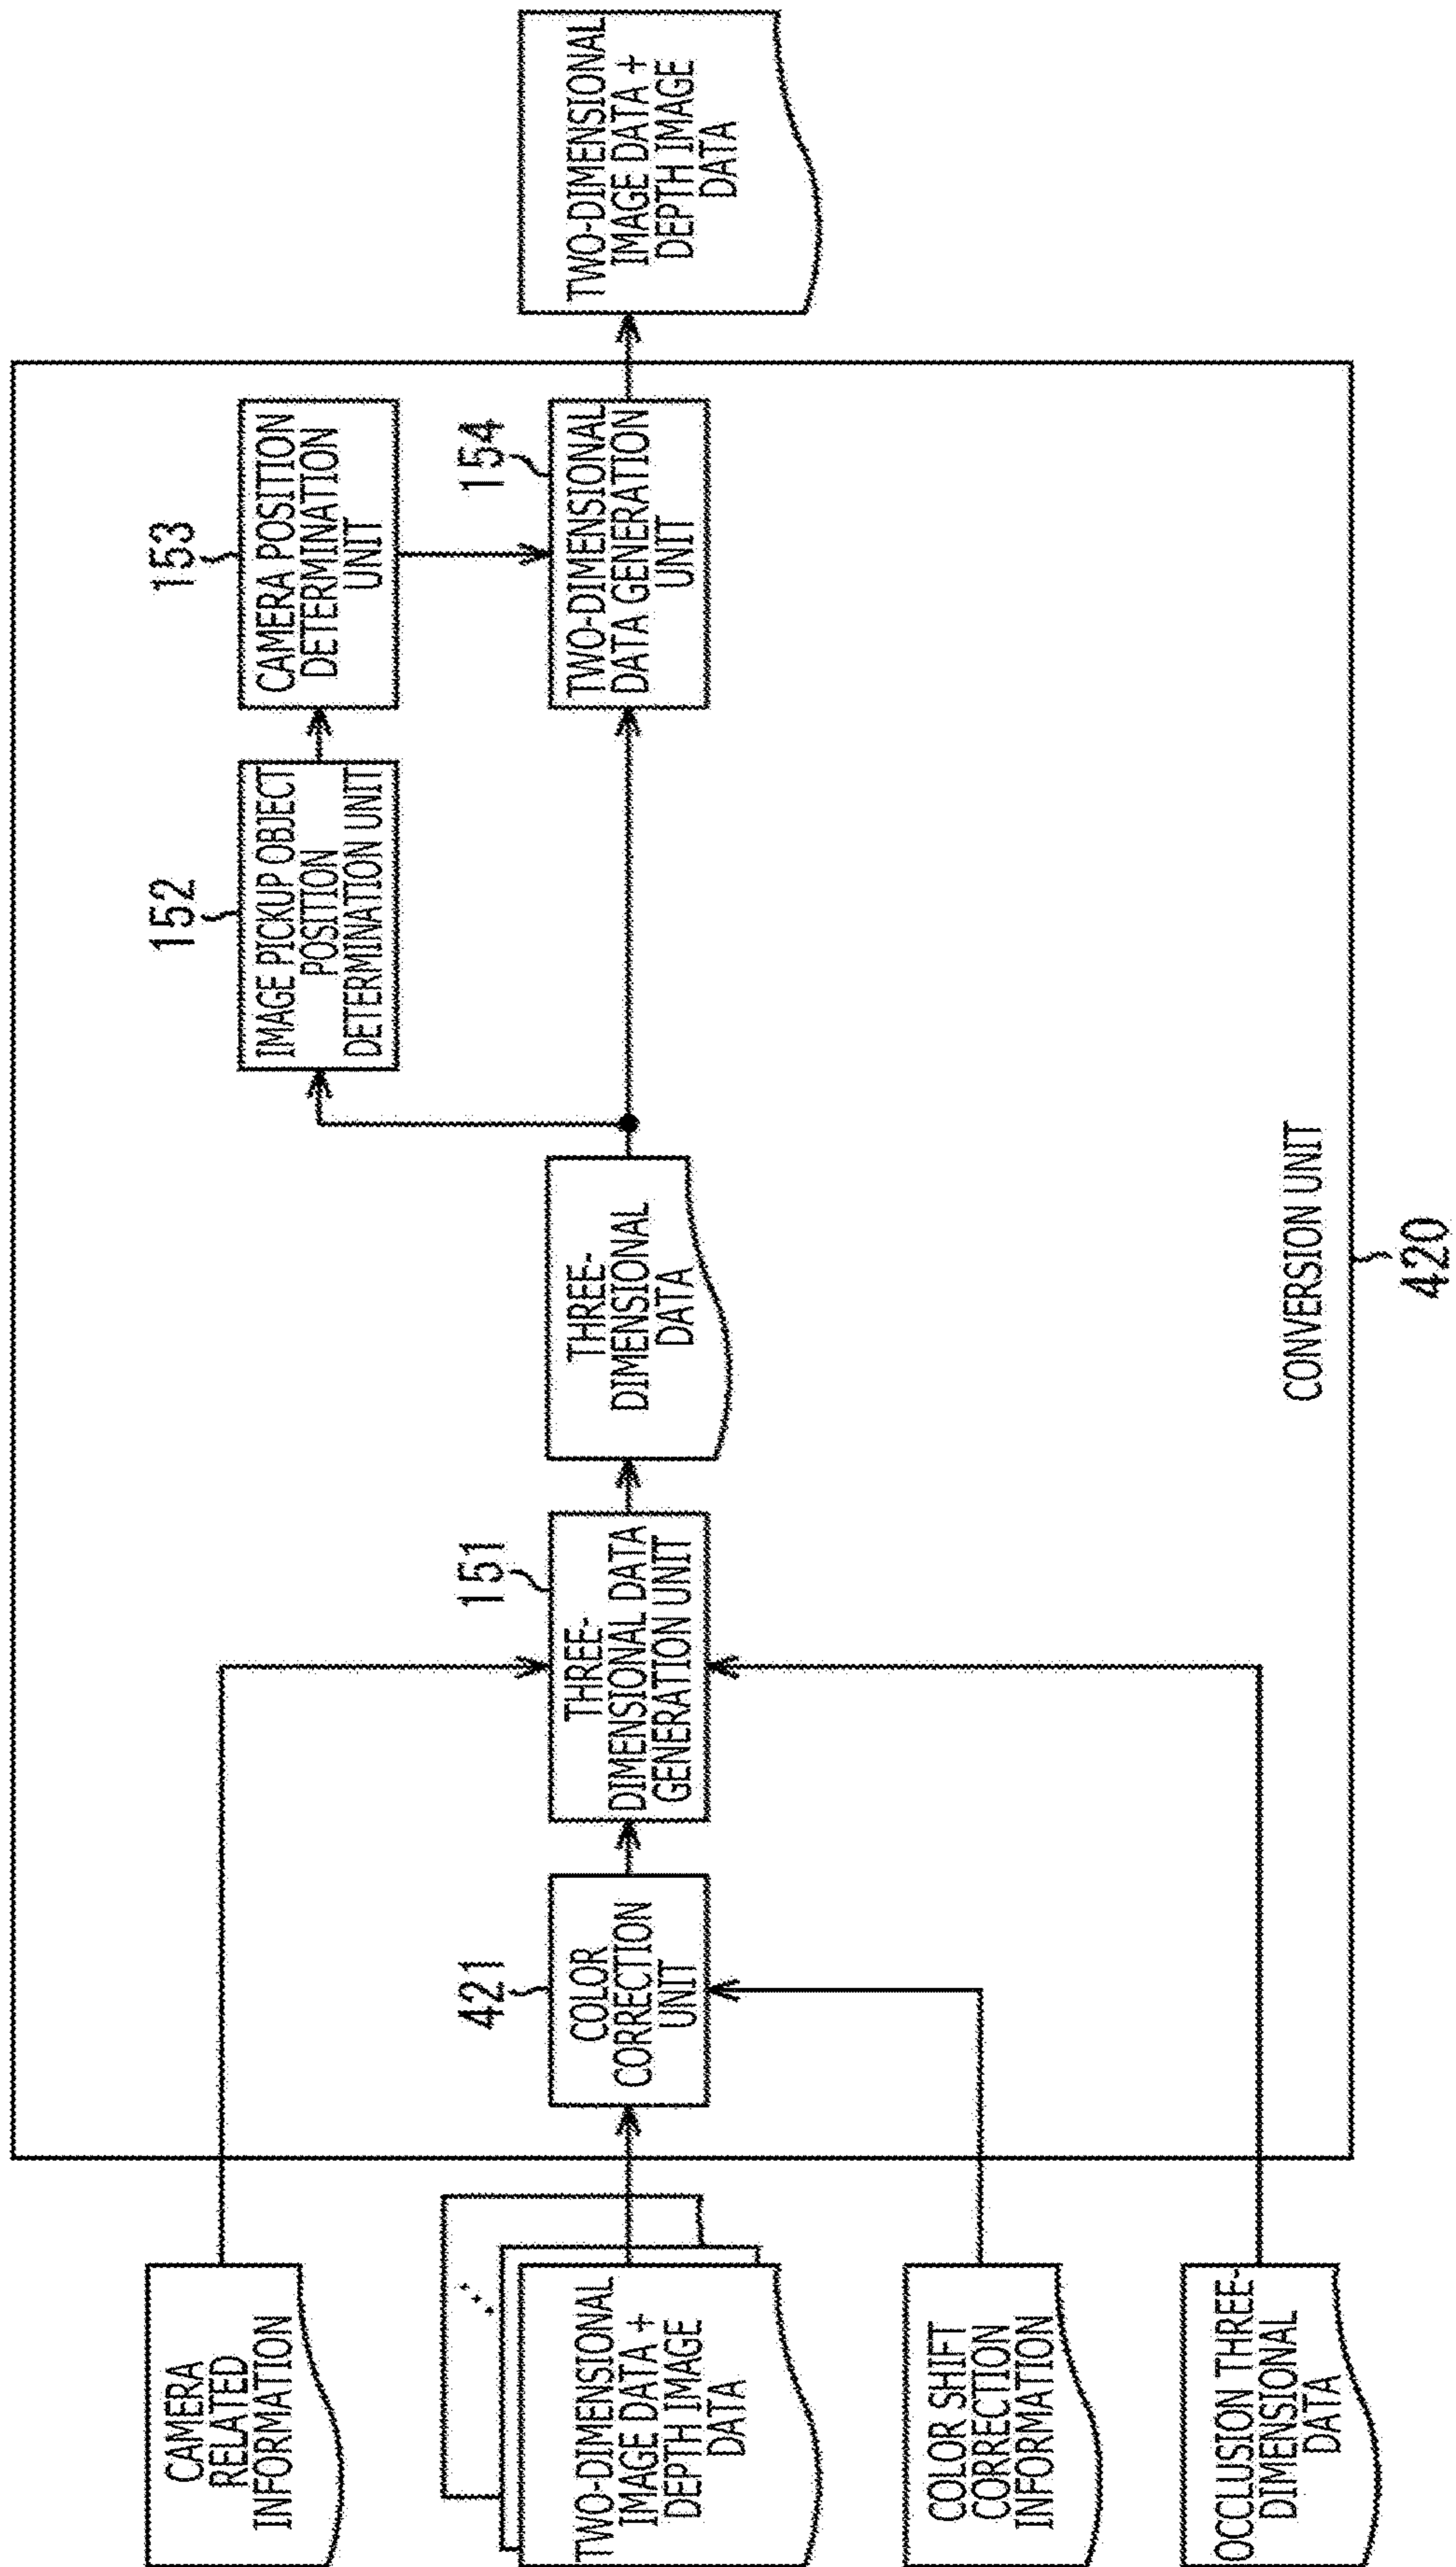 CAMERA
RELATED
INFORMATION
TWO-DIMENSIONAL
IMAGE DATA +
DEPTH IMAGE
DATA
COLOR SHIFT
CORRECTION
INFORMATION
OCCLUSION THREE-
DIMENSIONAL
DATA
421
COLOR
CORRECTION
UNIT
151
THREE-
DIMENSIONAL DATA
GENERATION UNIT
THREE-
DIMENSIONAL
DATA
152
IMAGE PICKUP OBJECT
POSITION
DETERMINATION UNIT
153
CAMERA POSITION
DETERMINATION
UNIT
154
TWO-DIMENSIONAL
DATA GENERATION
UNIT
CONVERSION UNIT
420
TWO-DIMENSIONAL
IMAGE DATA +
DEPTH IMAGE
DATA